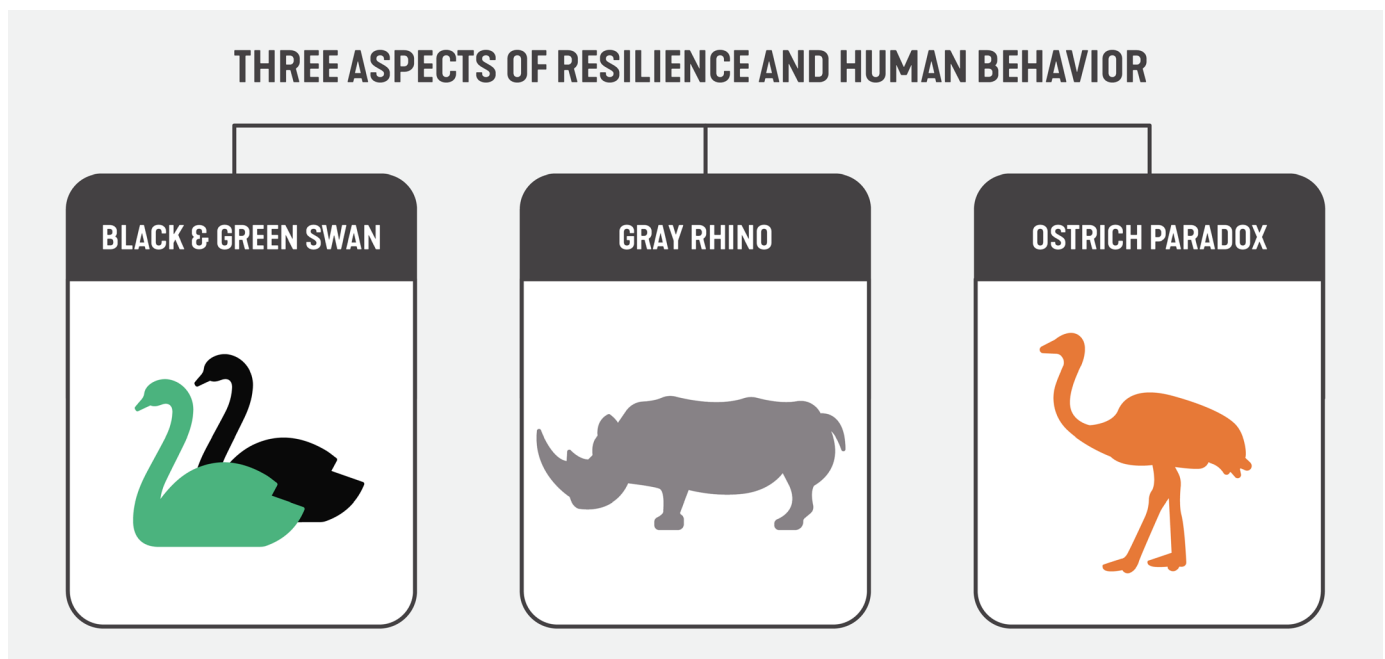 THREE ASPECTS OF RESILIENCE AND HUMAN BEHAVIOR
BLACK & GREEN SWAN
GRAY RHINO
OSTRICH PARADOX